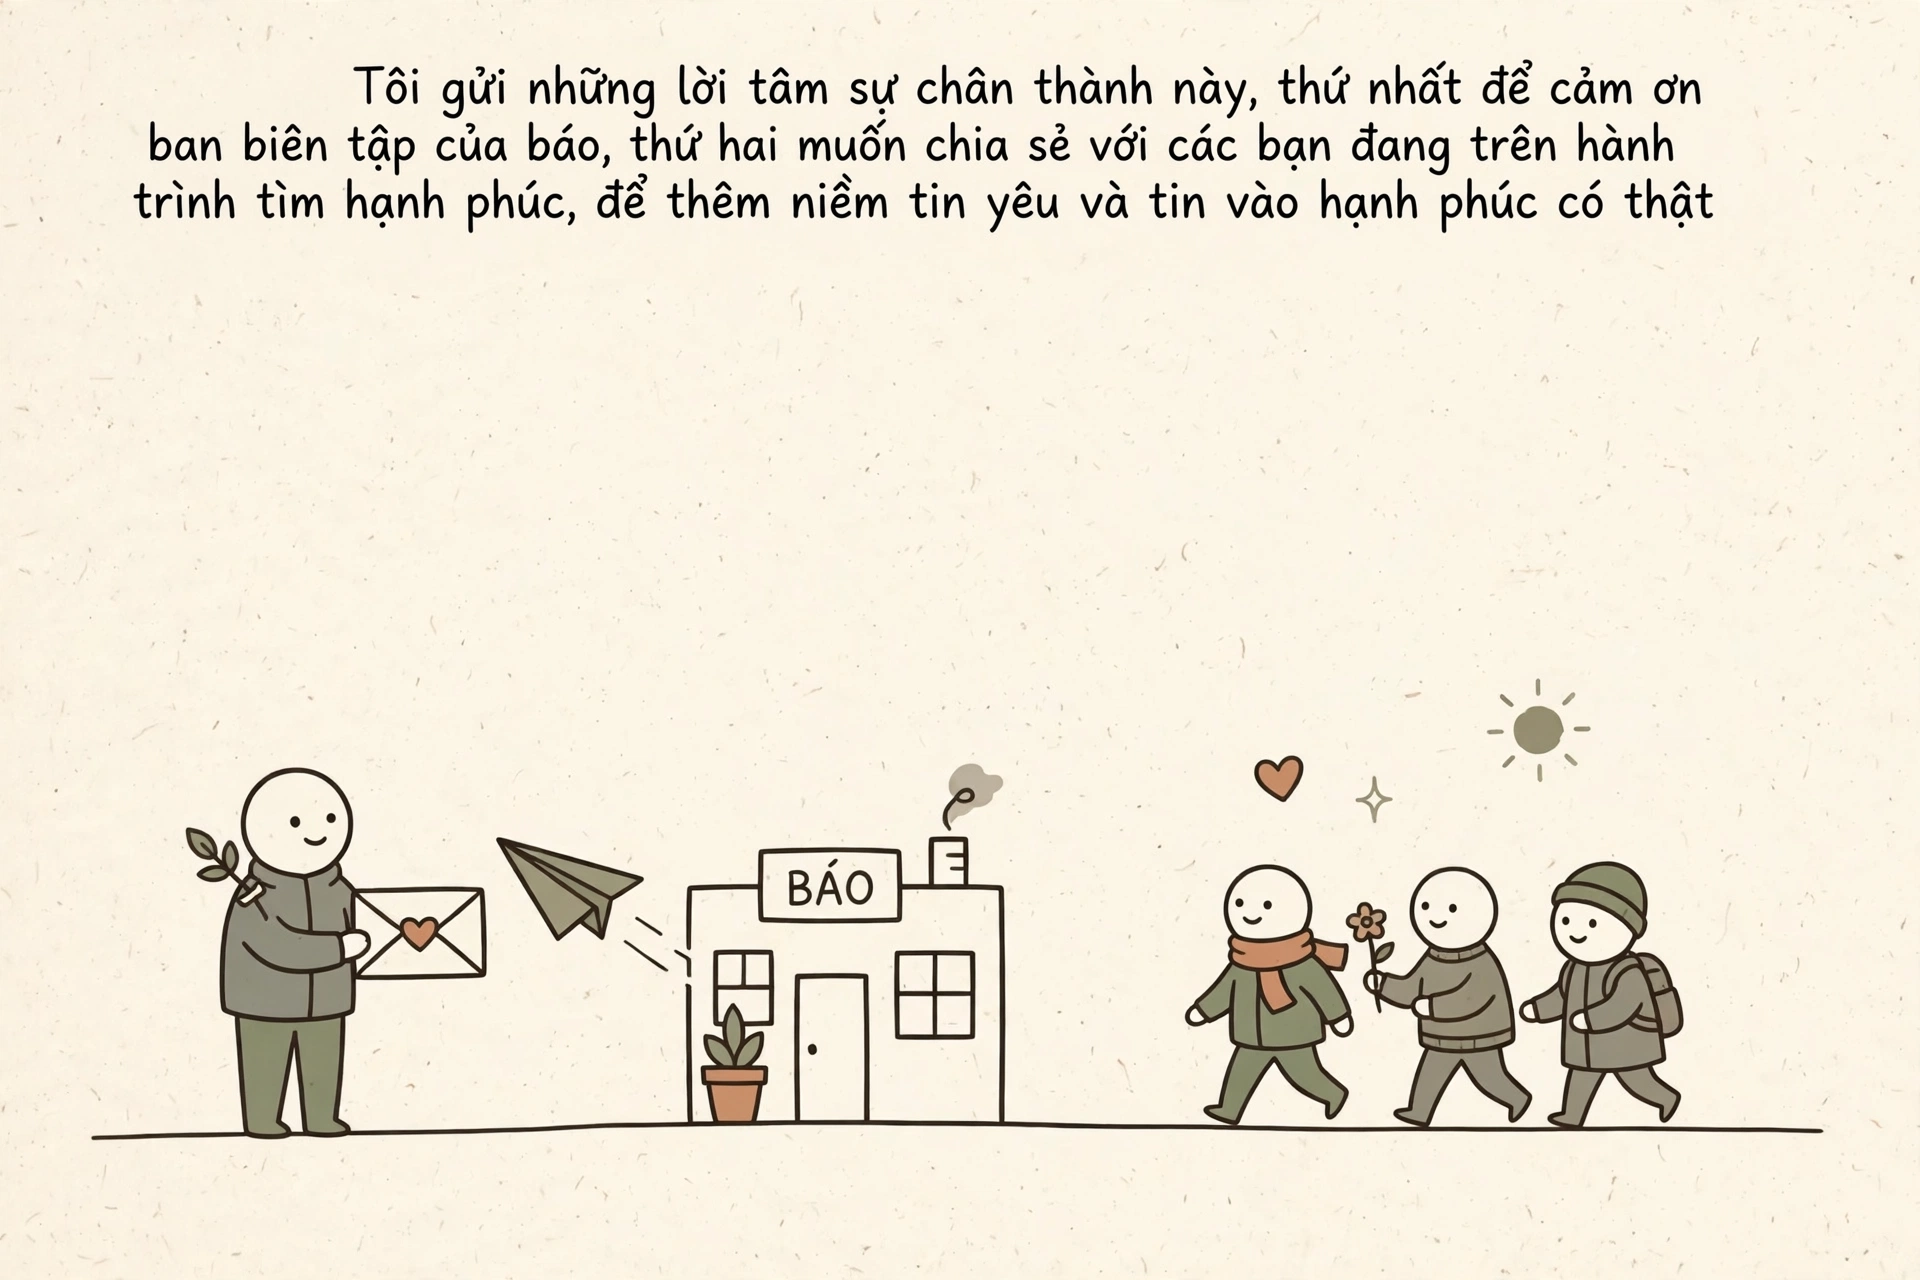 Tôi gửi những lời tâm sự chân thành này, thứ nhất để cảm ơn
ban biên tập của báo, thứ hai muốn chia sẻ với các bạn đang trên hành
trình tìm hạnh phúc, để thêm niềm tin yêu và tin vào hạnh phúc có thật
BÁO